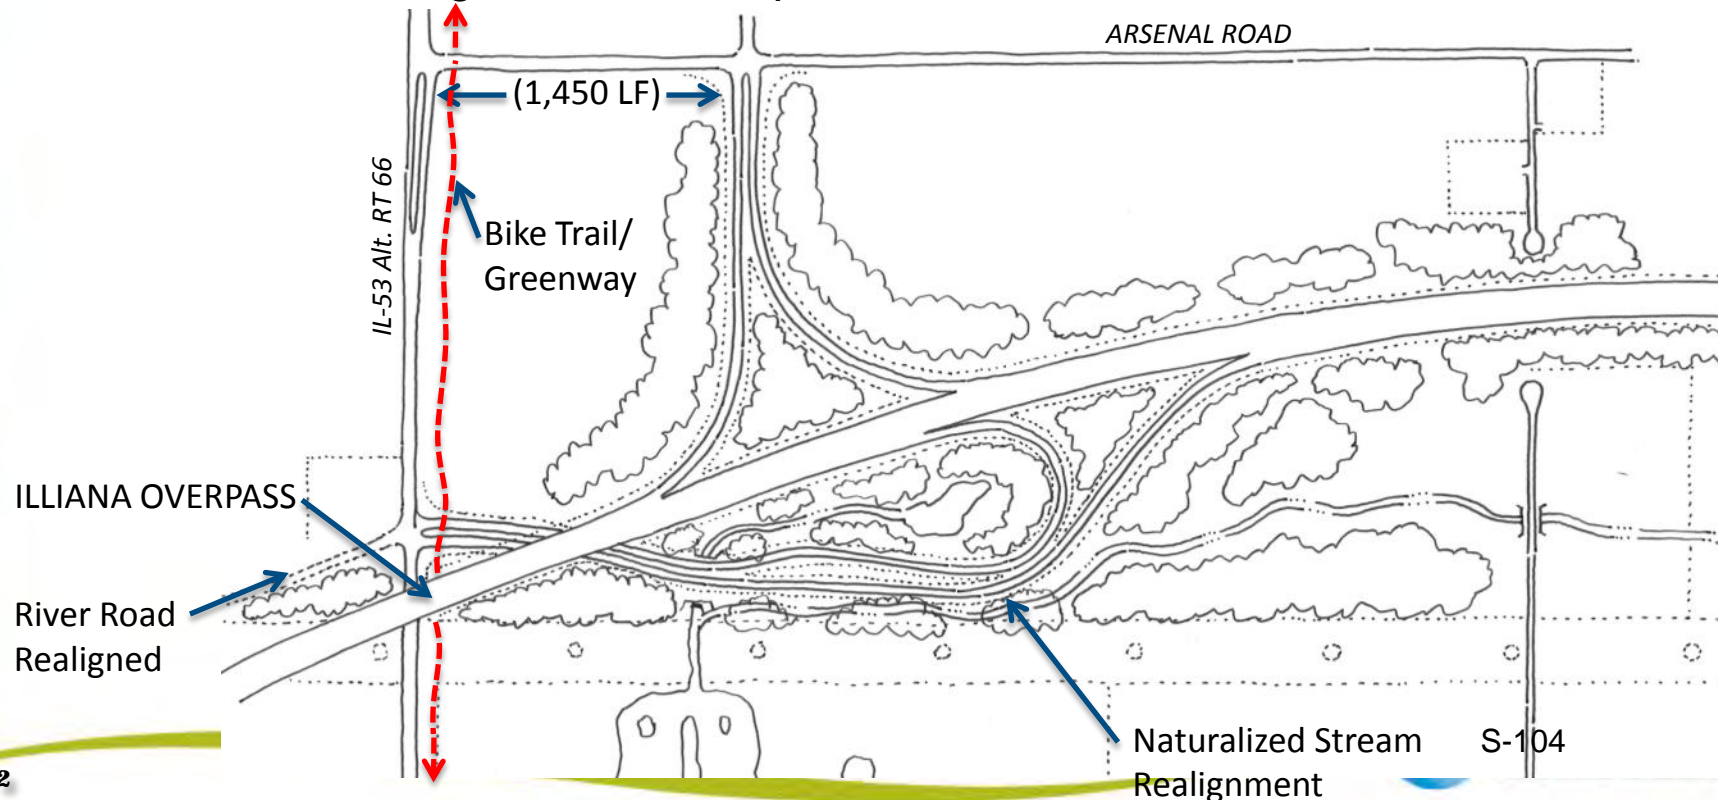 ARSENAL ROAD
(1,450 LF)
IL-53 Alt. RT 66
Bike Trail/
Greenway
ILLIANA OVERPASS
River Road
Realigned
Naturalized Stream
Realignment
S-104
2